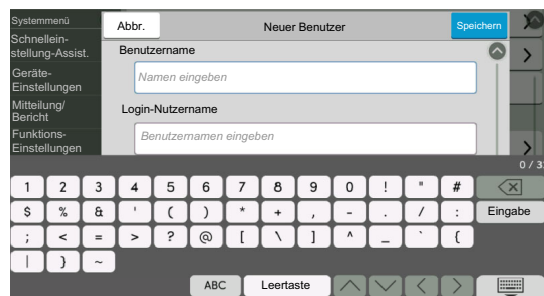 Systemmenü
Abbr.
Neuer Benutzer
Speichern
Schnellein-
stellung-Assist.
Geräte-
Einstellungen
Mitteilung/
Bericht
Funktions-
Einstellungen
Benutzername
Namen eingeben
Login-Nutzername
Benutzernamen eingeben
1 2 3 4 5 6 7 8 9 0 ! " #
$ % & ' ( ) * + , - . / : Eingabe
; < = > ? @ [ \ ] ^ _ ` {
| } ~
ABC Leertaste